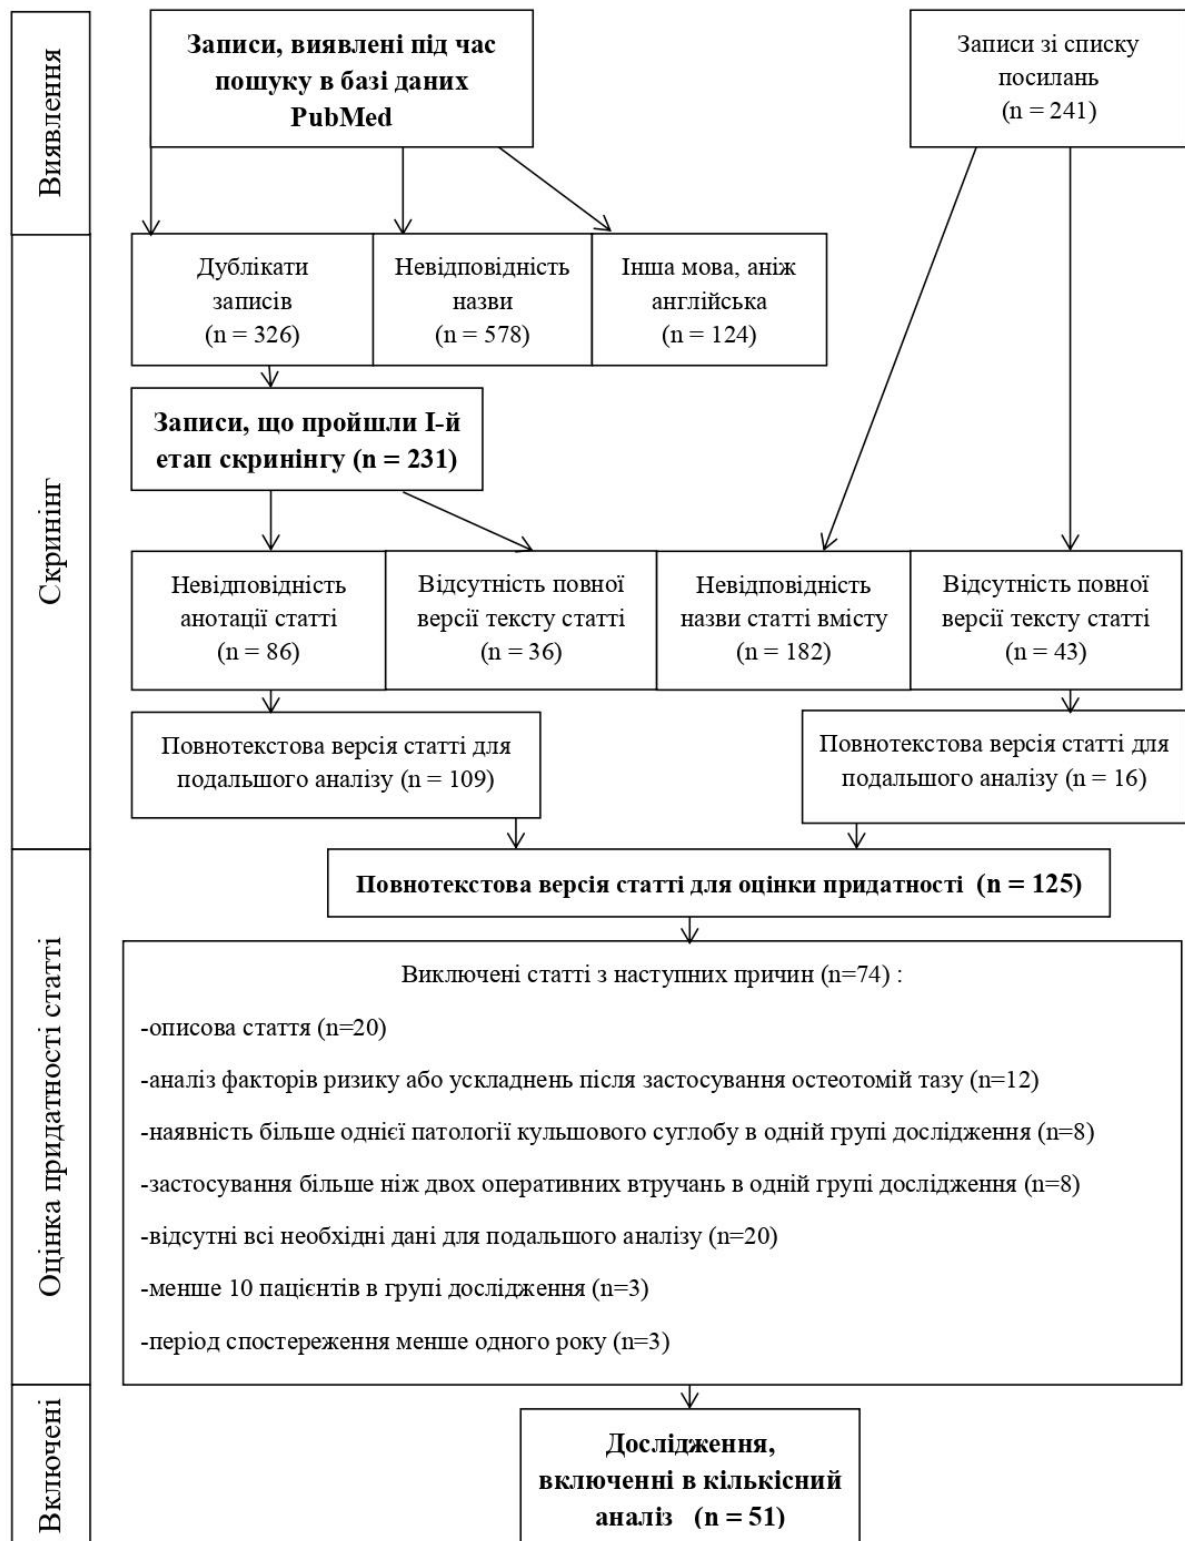 Виявлення
Записи, виявлені під час
пошуку в базі даних
PubMed
Записи зі списку
посилань
(n = 241)
Скринінг
Дублікати
записів
(n = 326)
Невідповідність
назви
(n = 578)
Інша мова, аніж
англійська
(n = 124)
Записи, що пройшли І-й
етап скринінгу (n = 231)
Невідповідність
анотації статті
(n = 86)
Відсутність повної
версії тексту статті
(n = 36)
Невідповідність
назви статті вмісту
(n = 182)
Відсутність повної
версії тексту статті
(n = 43)
Повнотекстова версія статті для
подальшого аналізу (n = 109)
Повнотекстова версія статті для
подальшого аналізу (n = 16)
Оцінка придатності статті
Повнотекстова версія статті для оцінки придатності (n = 125)
Виключені статті з наступних причин (n=74) :
-описова стаття (n=20)
-аналіз факторів ризику або ускладнень після застосування остеотомій тазу (n=12)
-наявність більше однієї патології кульшового суглобу в одній групі дослідження (n=8)
-застосування більше ніж двох оперативних втручань в одній групі дослідження (n=8)
-відсутні всі необхідні дані для подальшого аналізу (n=20)
-менше 10 пацієнтів в групі дослідження (n=3)
-період спостереження менше одного року (n=3)
Включені
Дослідження,
включенні в кількісний
аналіз (n = 51)